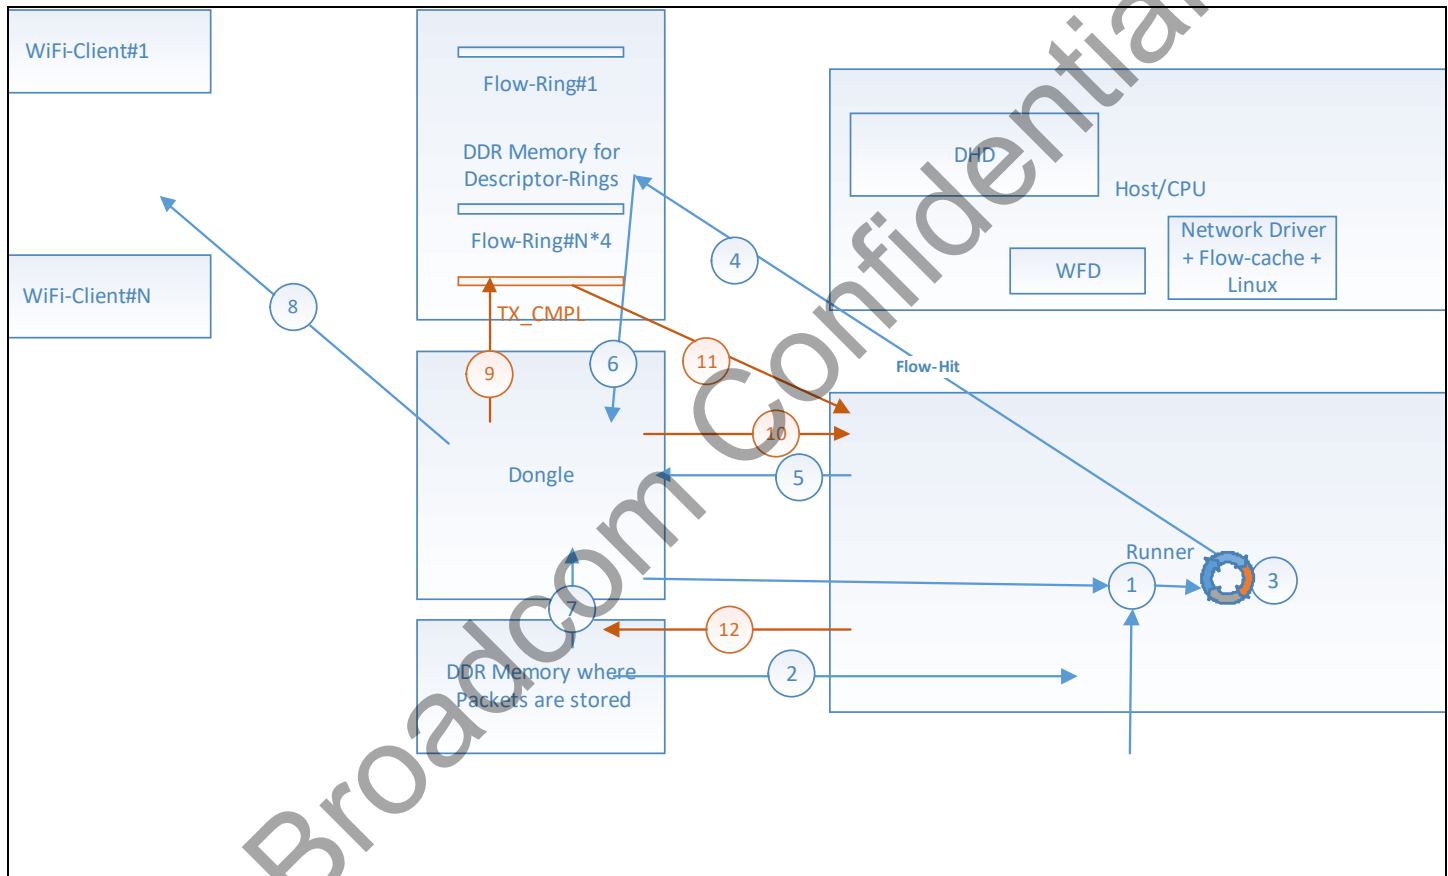 WiFi-Client#1
Flow-Ring#1
DDR Memory for
Descriptor-Rings
DHD
Host/CPU
Network Driver
+ Flow-cache +
Linux
Flow-Ring#N*4
WFD
4
WiFi-Client#N
8
TX_CMPL
9
6
11
Flow-Hit
10
Dongle
5
Runner
1
3
7
12
DDR Memory where
Packets are stored
2
Broadcom Confidential